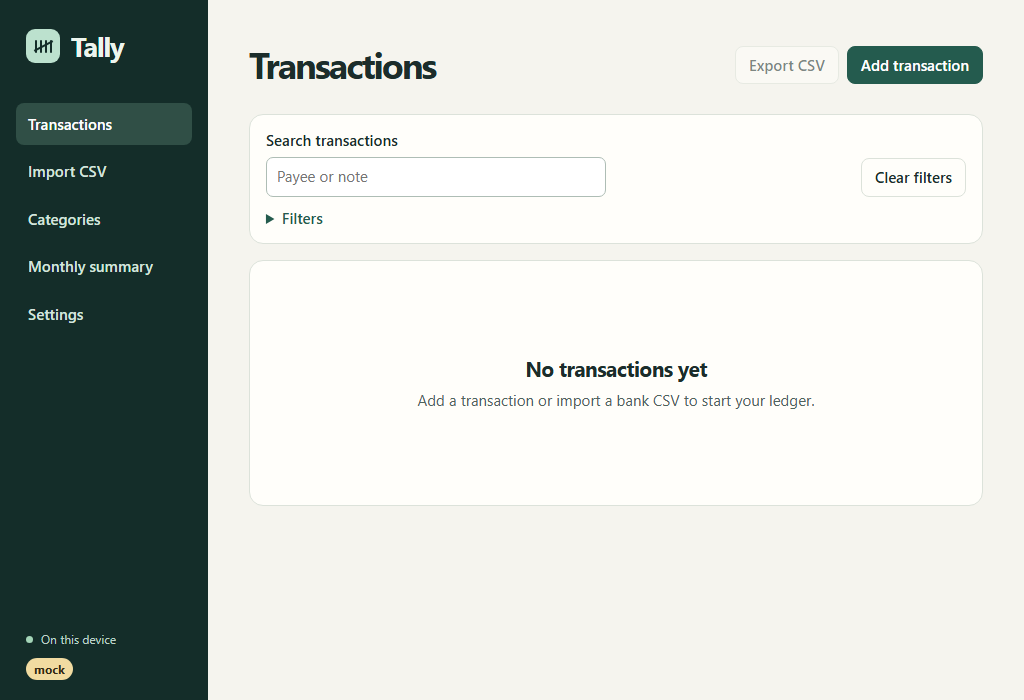 Tally
Transactions
Import CSV
Categories
Monthly summary
Settings
On this device
mock
Transactions
Export CSV
Add transaction
Search transactions
Payee or note
Clear filters
Filters
No transactions yet
Add a transaction or import a bank CSV to start your ledger.